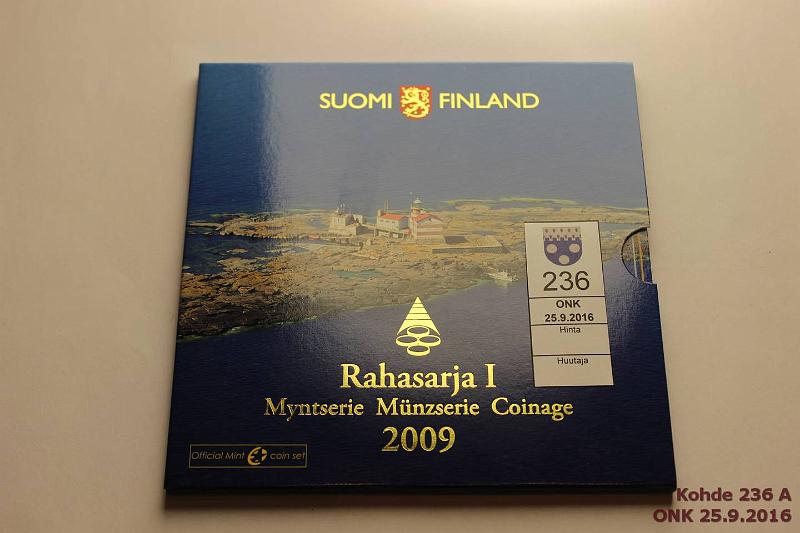 SUOMI FINLAND
236
ONK
25.9.2016
Hinta
Huutaja
Rahasarja I
Myntserie Münzserie Coinage
2009
Official Mint coin set
Kohde 236 A
ONK 25.9.2016